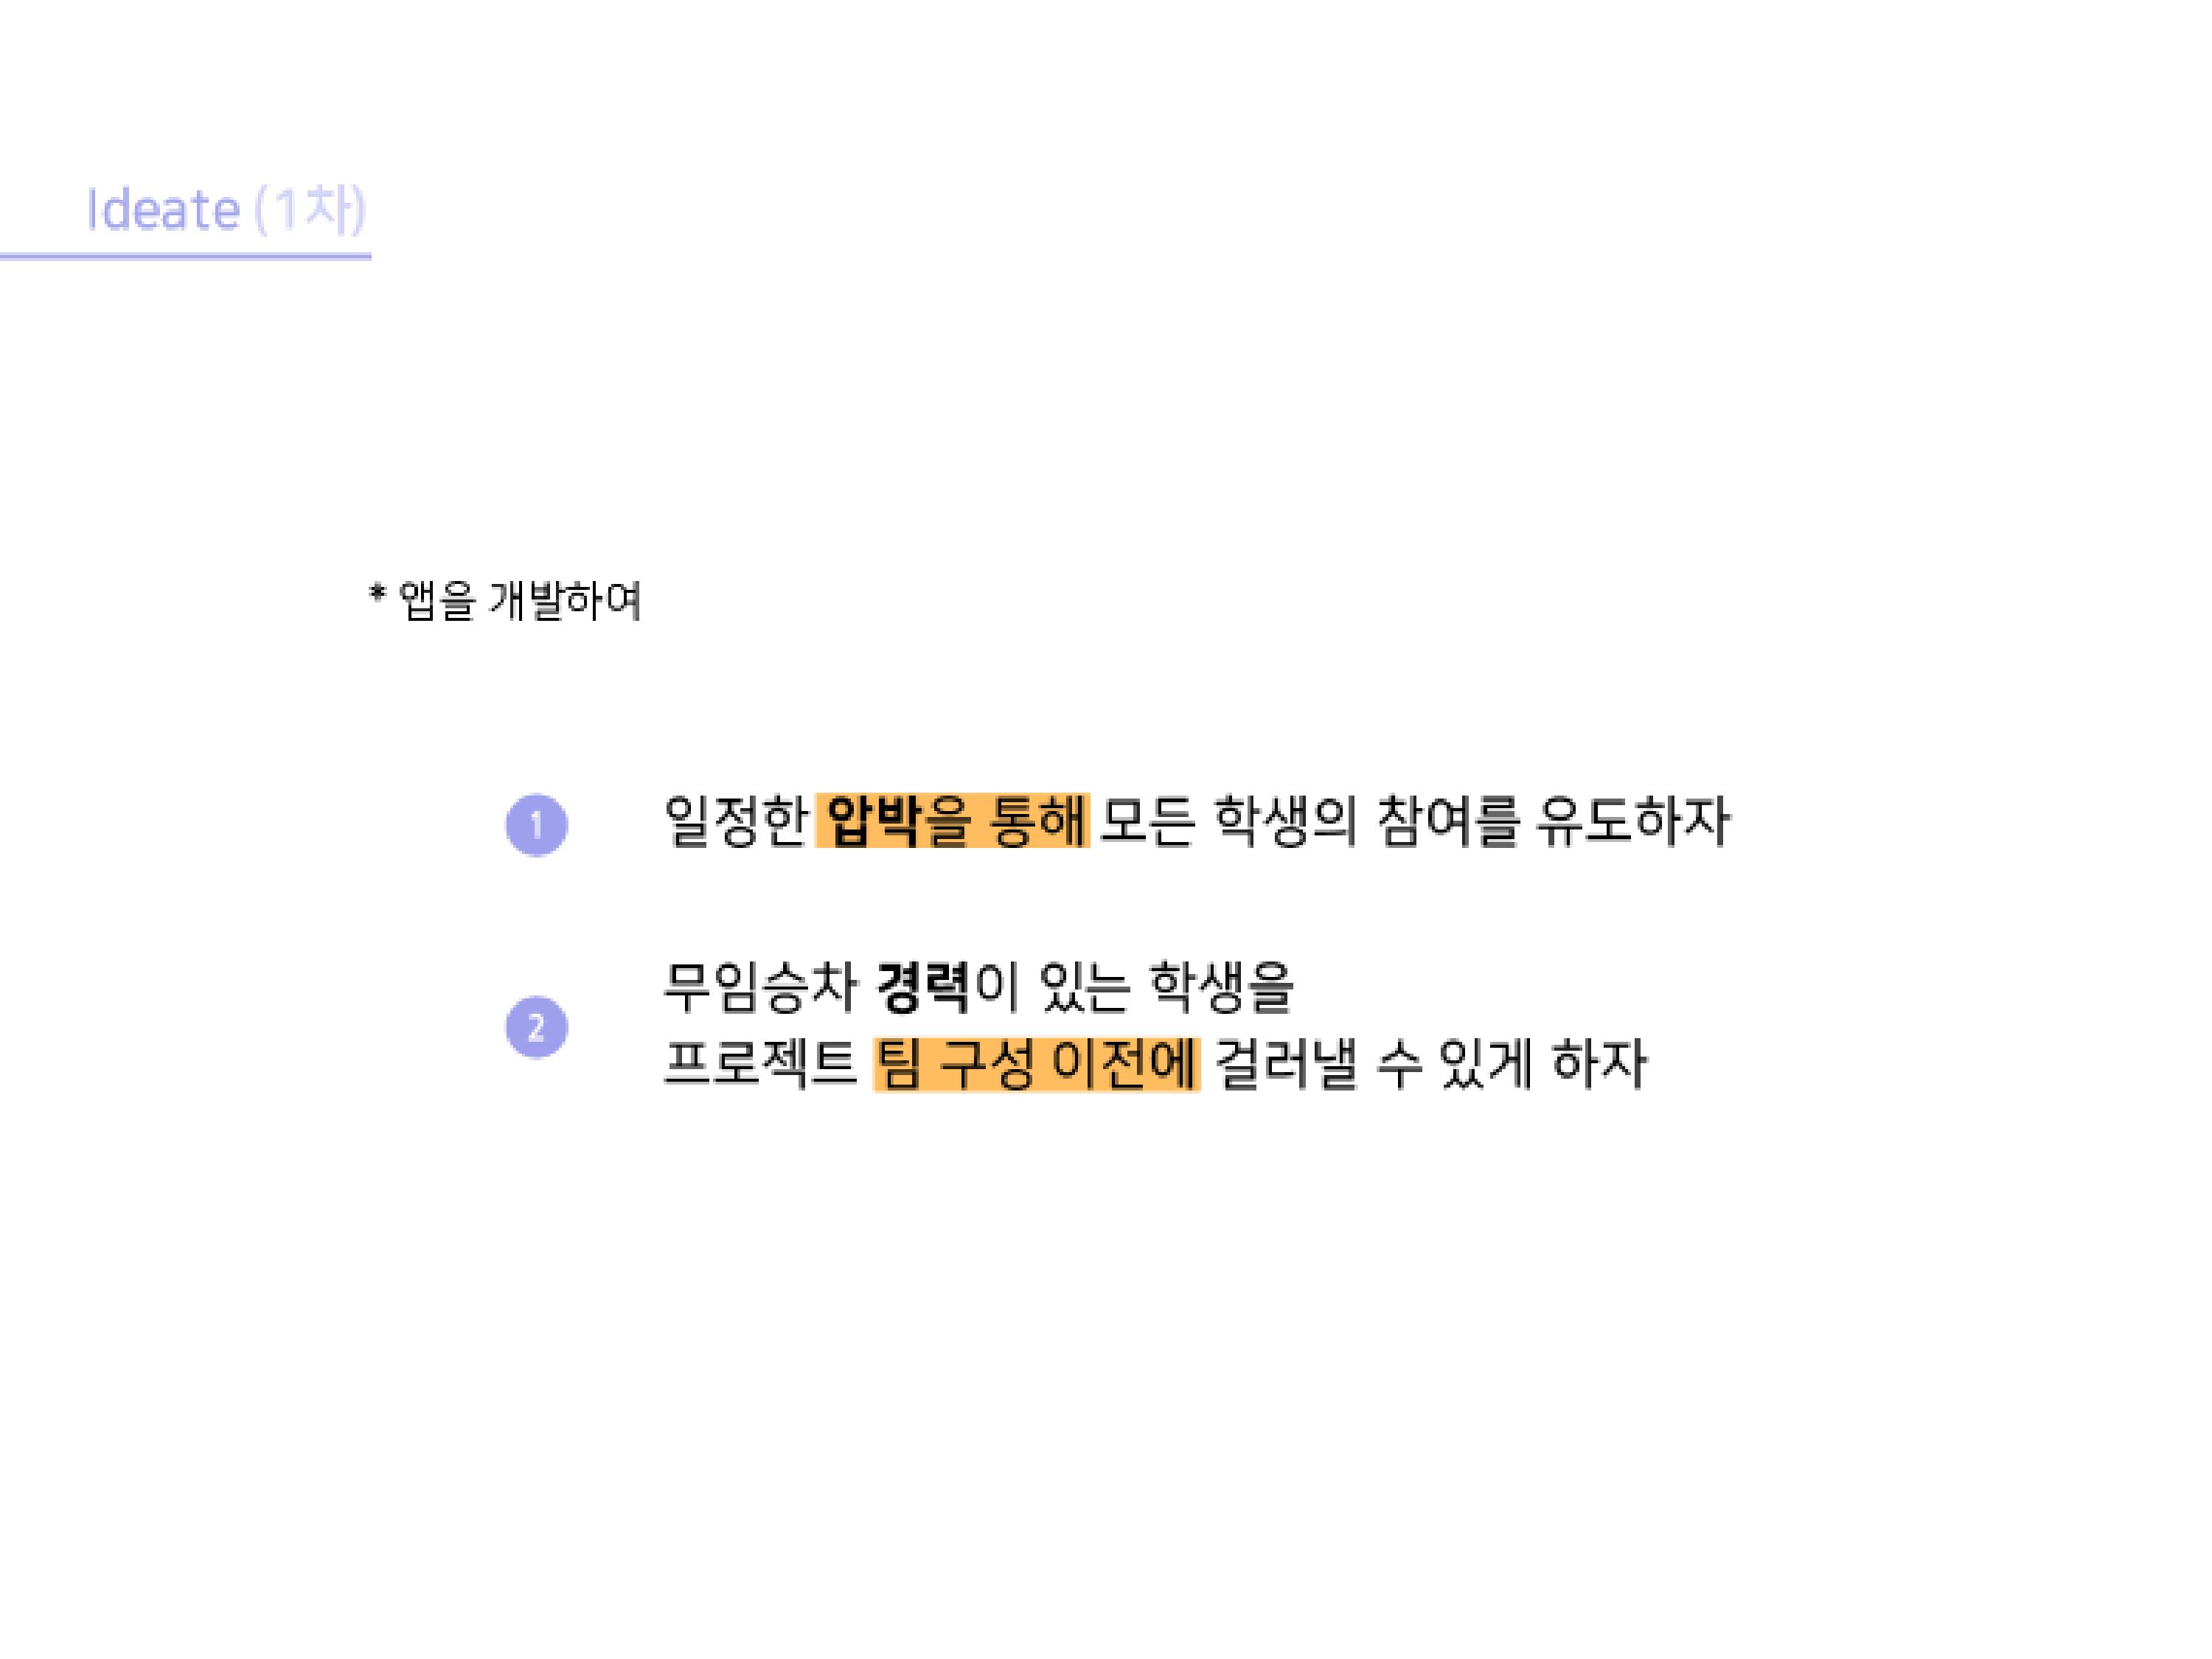 Ideate (1차)
* 앱을 개발하여
1 일정한 압박을 통해 모든 학생의 참여를 유도하자
무임승차 경력이 있는 학생을
2 프로젝트 팀 구성 이전에 걸러낼 수 있게 하자